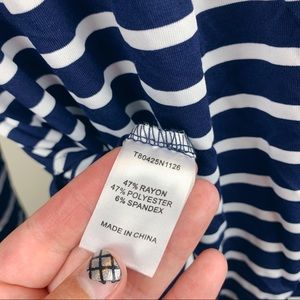 T80425N1126
47% RAYON
47% POLYESTER
6% SPANDEX
MADE IN CHINA